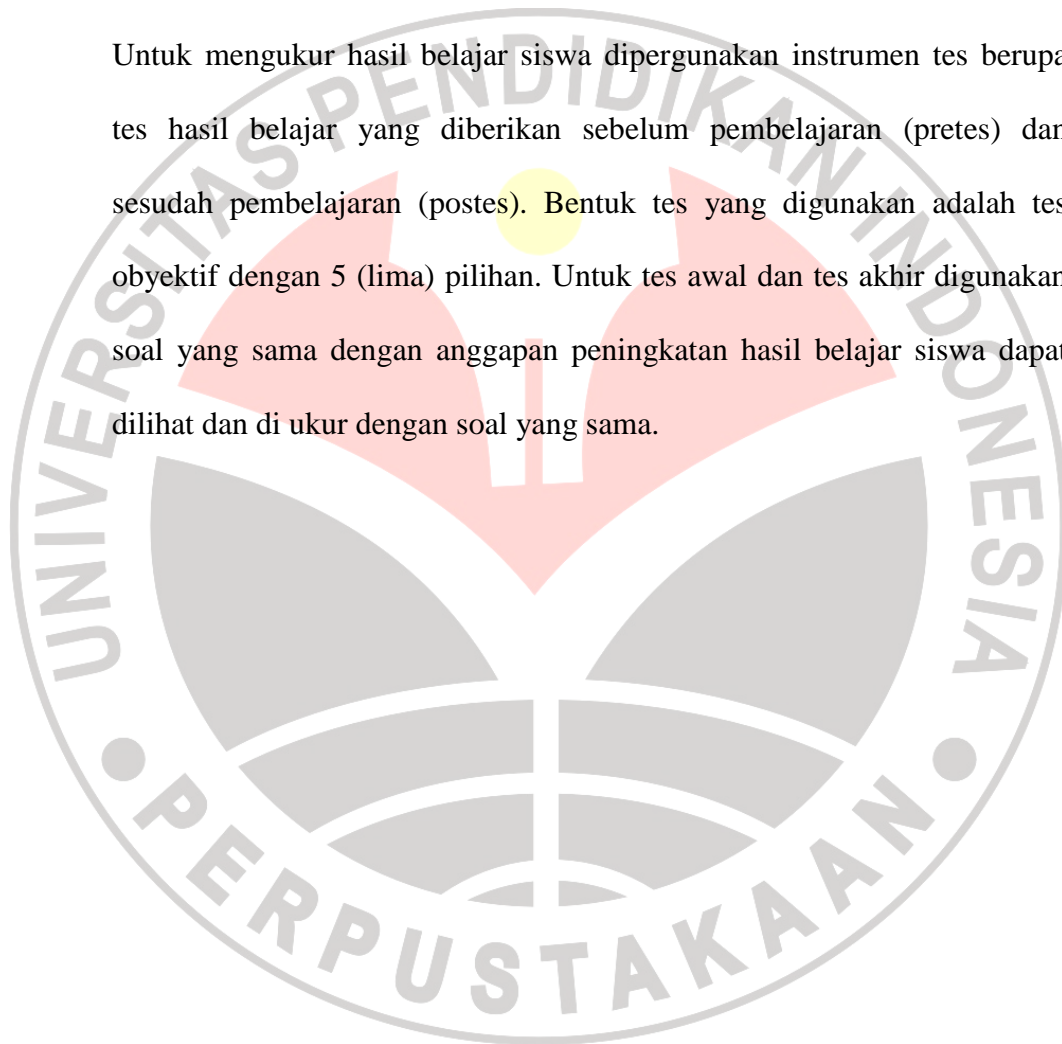 Untuk mengukur hasil belajar siswa dipergunakan instrumen tes berupa
tes hasil belajar yang diberikan sebelum pembelajaran (pretes) dan
sesudah pembelajaran (postes). Bentuk tes yang digunakan adalah tes
obyektif dengan 5 (lima) pilihan. Untuk tes awal dan tes akhir digunakan
soal yang sama dengan anggapan peningkatan hasil belajar siswa dapat
dilihat dan di ukur dengan soal yang sama.
UNIVERSITAS PENDIDIKAN INDONESIA
PERPUSTAKAAN